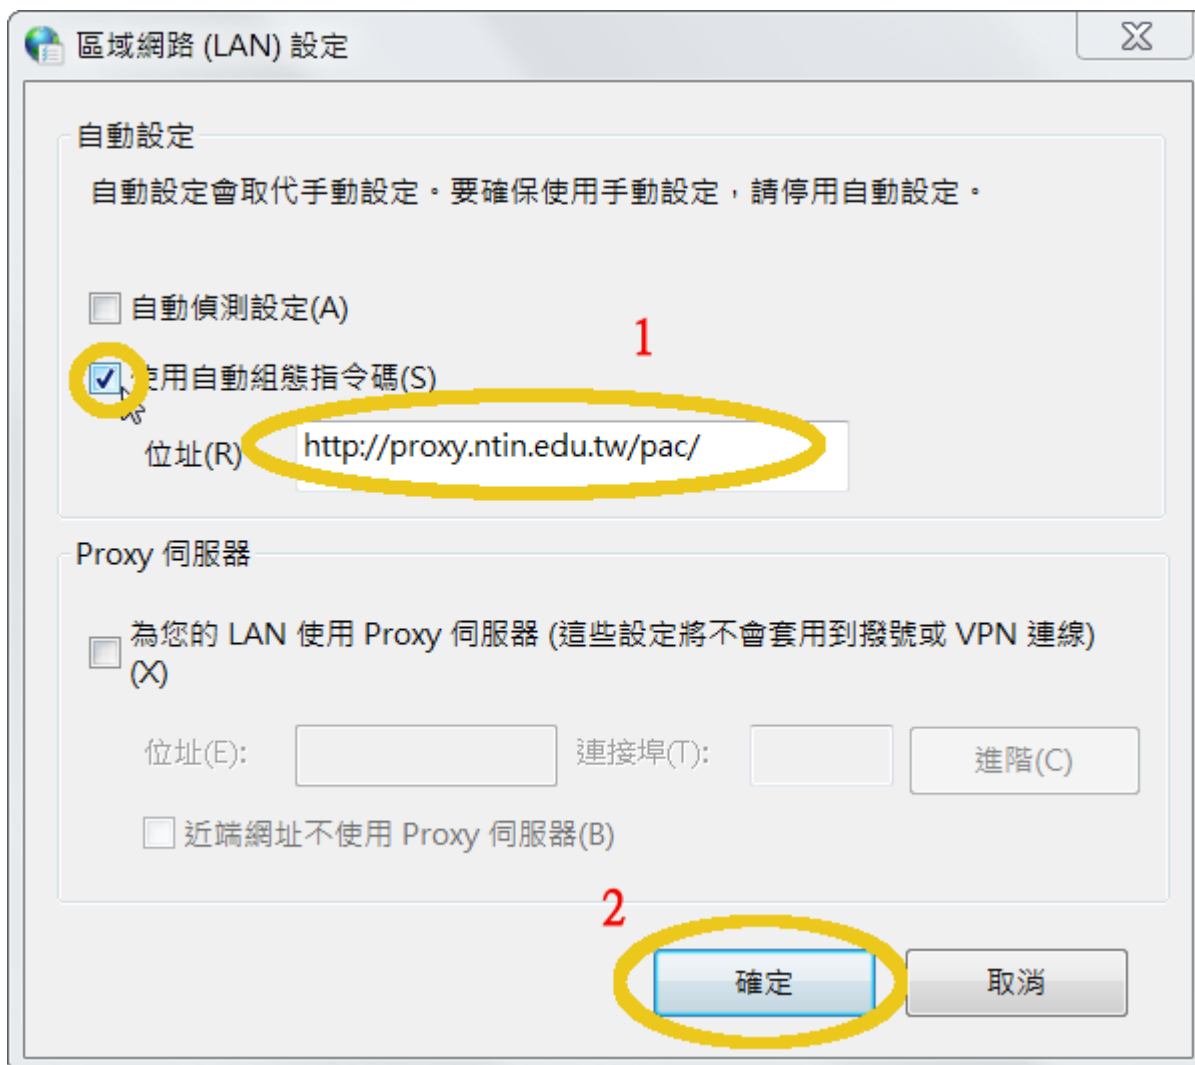 區域網路 (LAN) 設定
自動設定
自動設定會取代手動設定。要確保使用手動設定，請停用自動設定。
自動偵測設定(A)
1
使用自動組態指令碼(S)
位址(R)
http://proxy.ntin.edu.tw/pac/
Proxy 伺服器
為您的 LAN 使用 Proxy 伺服器 (這些設定將不會套用到撥號或 VPN 連線)
(X)
位址(E):
連接埠(T):
進階(C)
近端網址不使用 Proxy 伺服器(B)
2
確定
取消